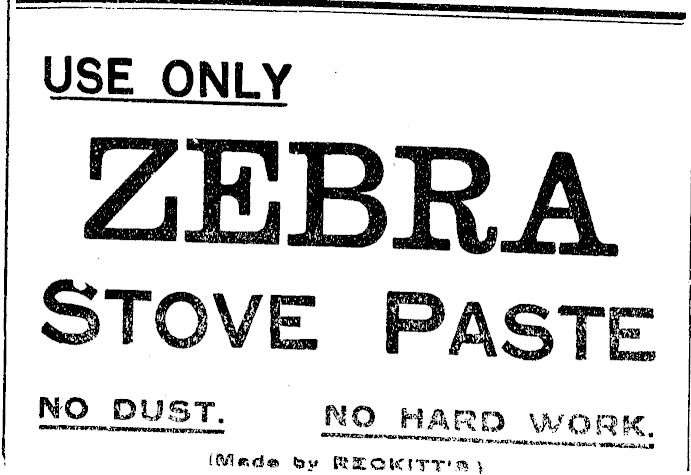 USE ONLY
ZEBRA
STOVE PASTE
NO DUST. NO HARD WORK.
(Made by RECKITT'S)